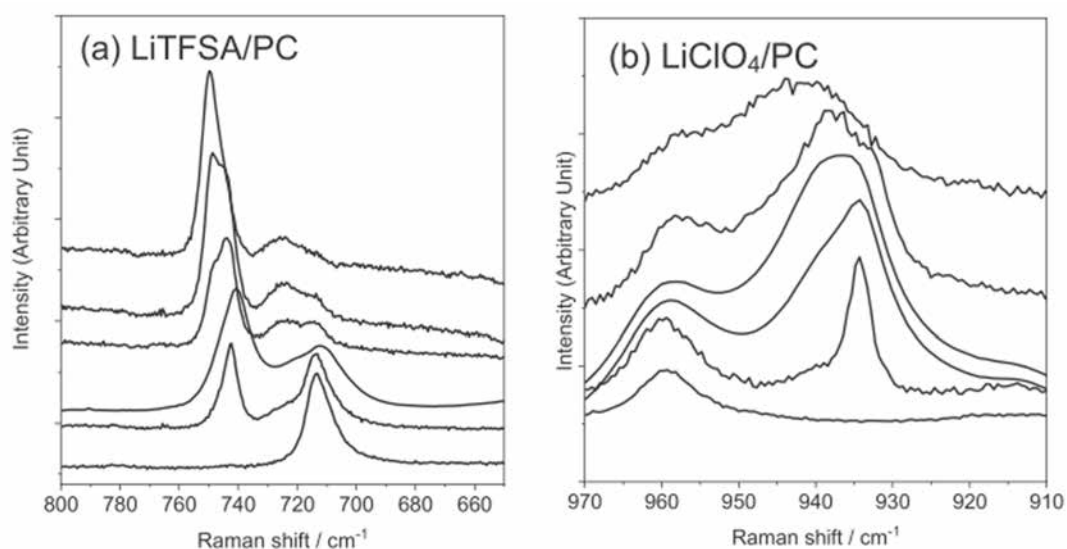 (a) LiTFSA/PC
Intensity (Arbitrary Unit)
800 780 760 740 720 700 680 660
Raman shift / cm⁻¹
(b) LiClO₄/PC
Intensity (Arbitrary Unit)
970 960 950 940 930 920 910
Raman shift / cm⁻¹